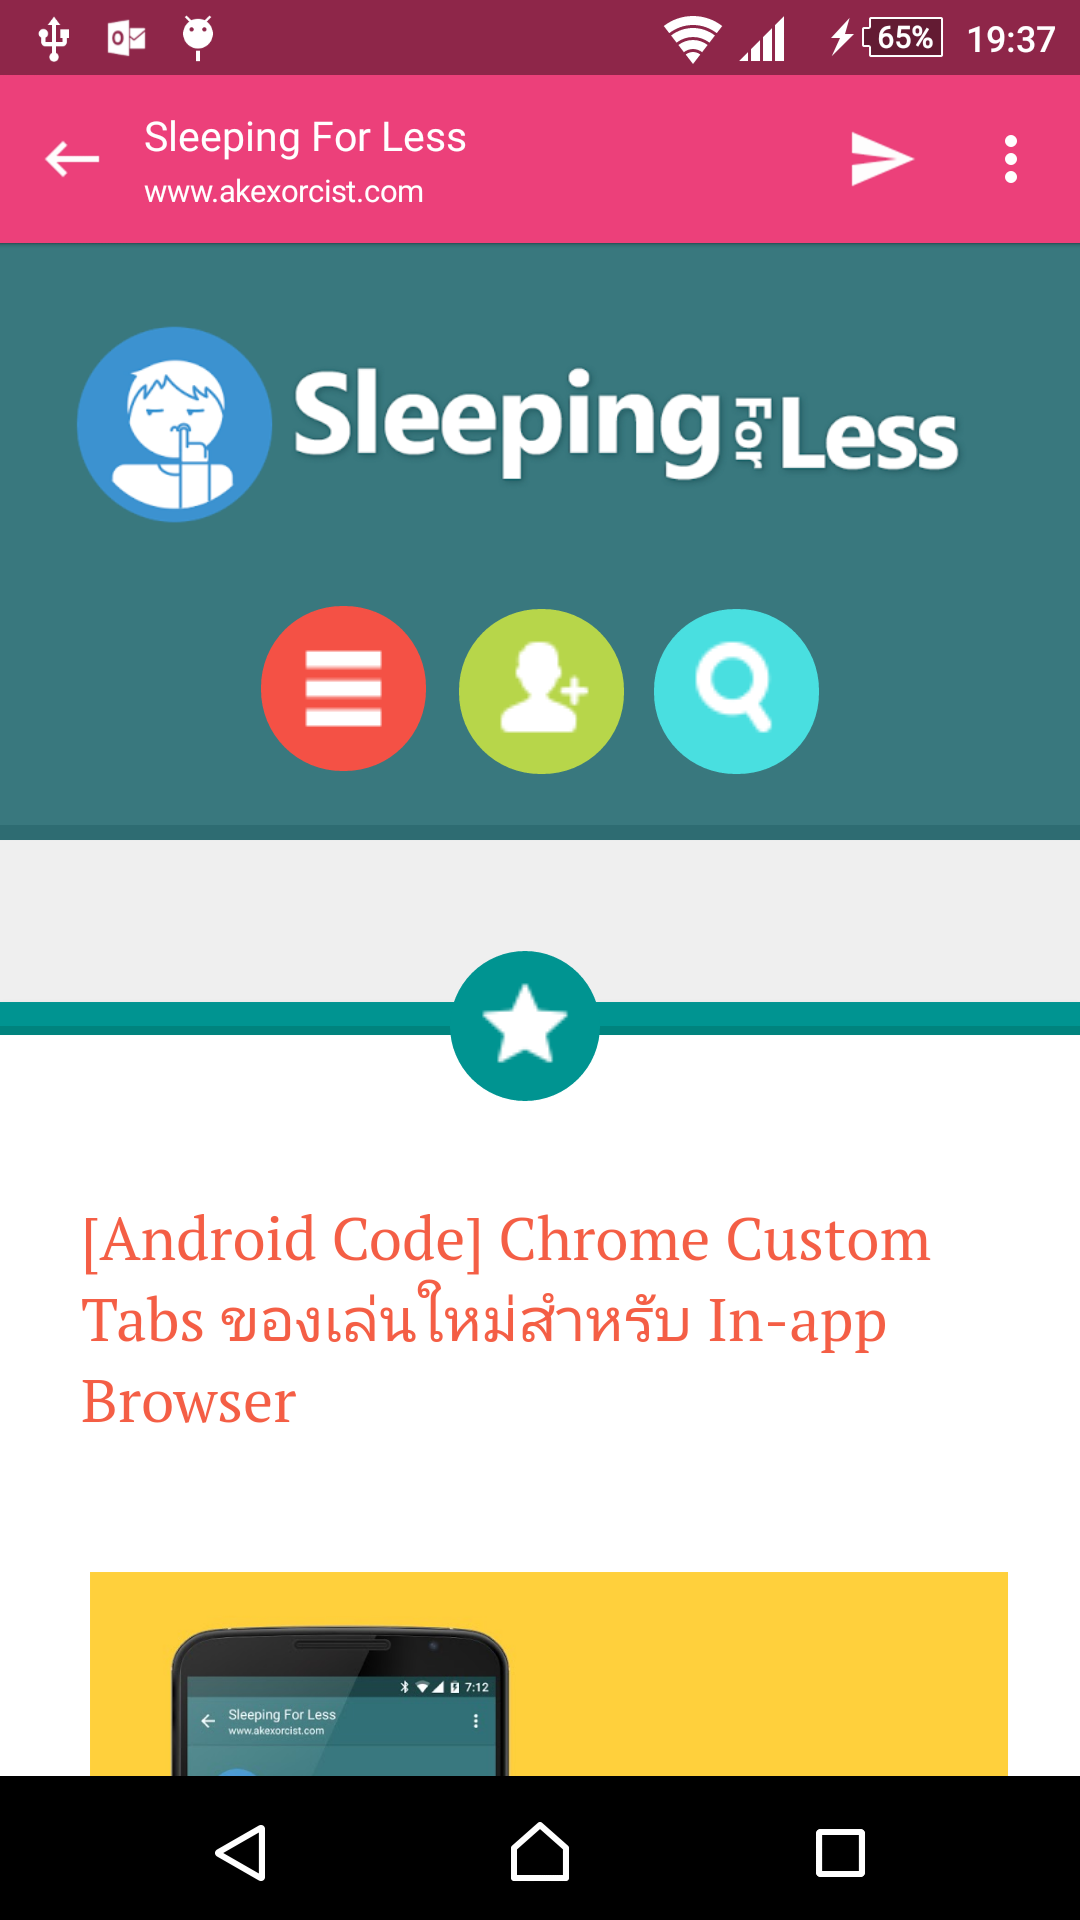 65% 19:37
Sleeping For Less
www.akexorcist.com
Sleeping For Less
[Android Code] Chrome Custom
Tabs ของเล่นใหม่สำหรับ In-app
Browser
7:12
Sleeping For Less
www.akexorcist.com